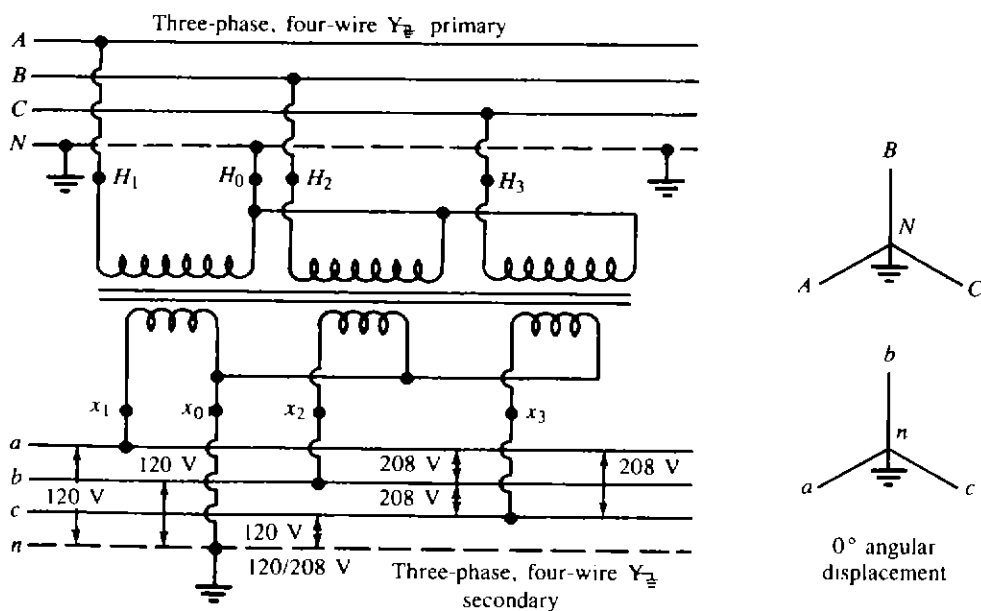 Three-phase, four-wire Y primary
A
B
C
N
H₁ H₀ H₂ H₃
x₁ x₀ x₂ x₃
a
b
c
n
120 V
120 V
120 V
208 V
208 V
208 V
120/208 V
Three-phase, four-wire Y
secondary
B
N
A
C
b
n
a
c
0° angular
displacement